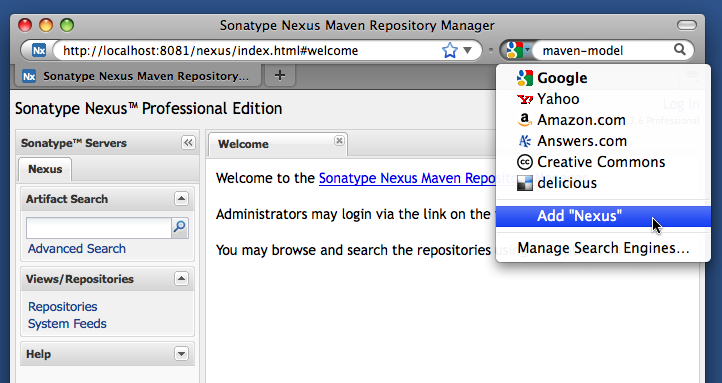 Sonatype Nexus Maven Repository Manager
Nx http://localhost:8081/nexus/index.html#welcome
maven-model
Nx Sonatype Nexus Maven Repository...
Sonatype Nexus™ Professional Edition
Log In
Professional
Google
Yahoo
Amazon.com
Answers.com
Creative Commons
delicious
Add "Nexus"
Manage Search Engines...
Sonatype™ Servers
Nexus
Artifact Search
Advanced Search
Views/Repositories
Repositories
System Feeds
Help
Welcome
Welcome to the Sonatype Nexus Maven Repo
Administrators may login via the link on the
You may browse and search the repositories